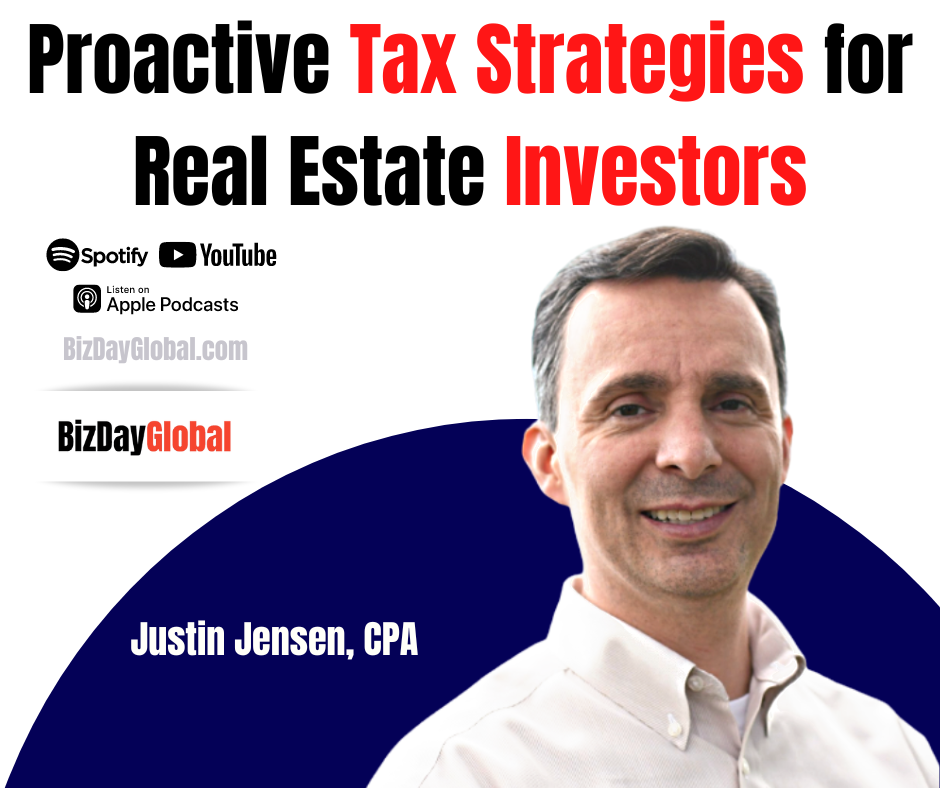 Proactive Tax Strategies for
Real Estate Investors
Spotify YouTube
Listen on
Apple Podcasts
BizDayGlobal.com
BizDayGlobal
Justin Jensen, CPA